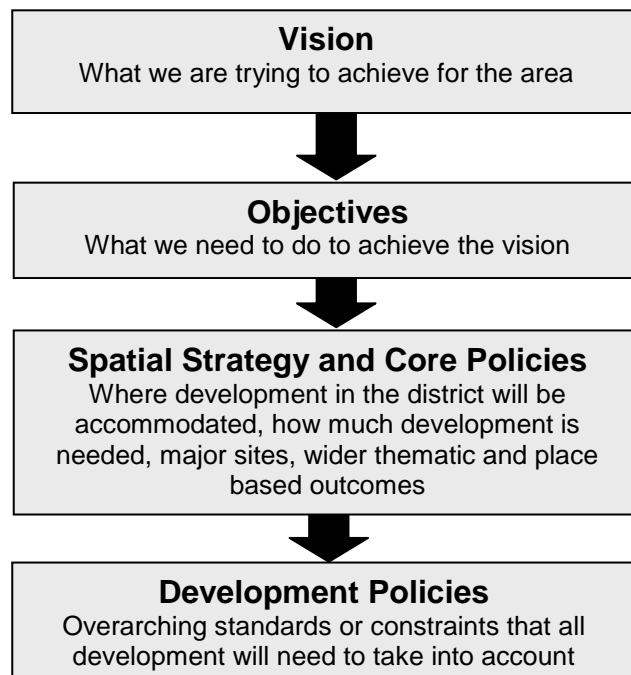 Vision
What we are trying to achieve for the area
Objectives
What we need to do to achieve the vision
Spatial Strategy and Core Policies
Where development in the district will be
accommodated, how much development is
needed, major sites, wider thematic and place
based outcomes
Development Policies
Overarching standards or constraints that all
development will need to take into account